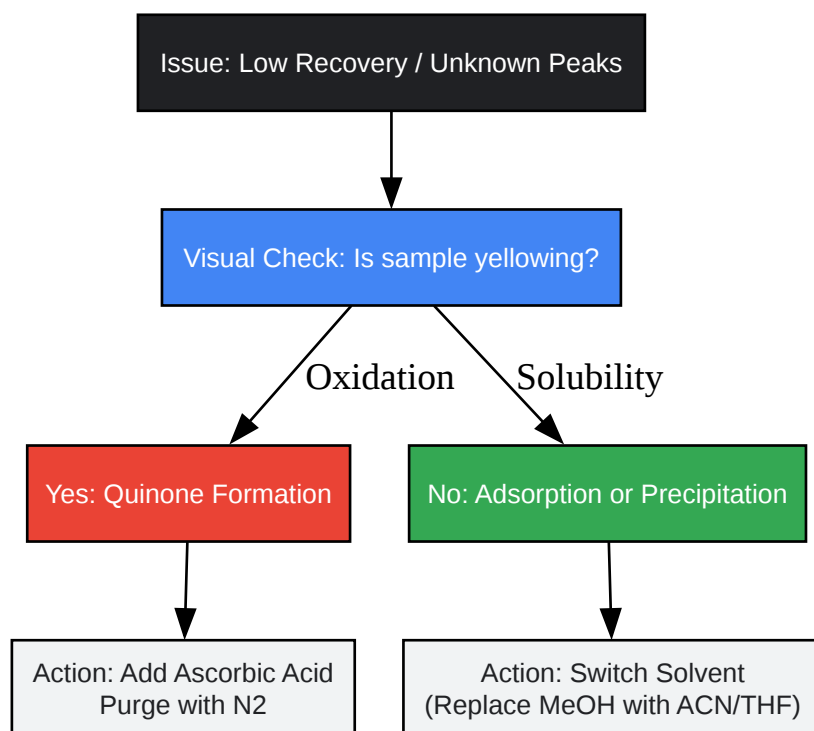 Issue: Low Recovery / Unknown Peaks
Visual Check: Is sample yellowing?
Oxidation
Solubility
Yes: Quinone Formation
No: Adsorption or Precipitation
Action: Add Ascorbic Acid
Purge with N2
Action: Switch Solvent
(Replace MeOH with ACN/THF)